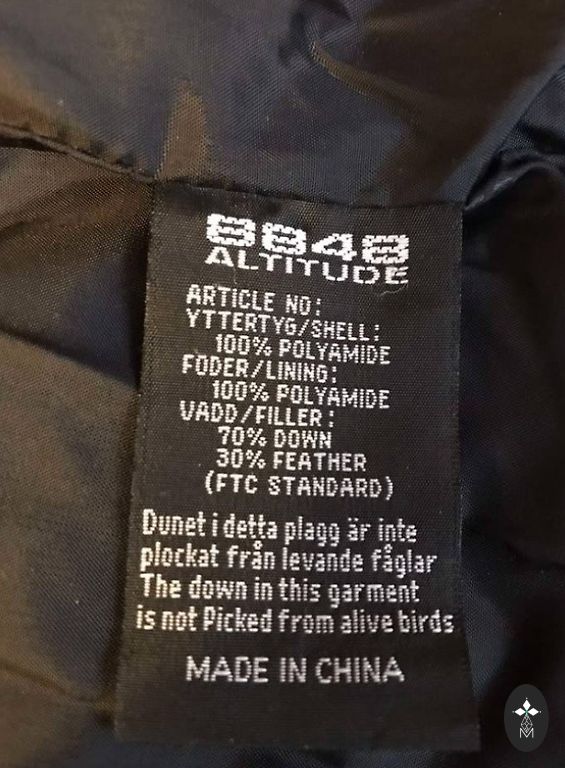 8848
ALTITUDE
ARTICLE NO:
YTTERTYG/SHELL:
100% POLYAMIDE
FODER/LINING:
100% POLYAMIDE
VADD/FILLER:
70% DOWN
30% FEATHER
(FTC STANDARD)
Dunet i detta plagg är inte
plockat från levande fåglar
The down in this garment
is not Picked from alive birds
MADE IN CHINA
M